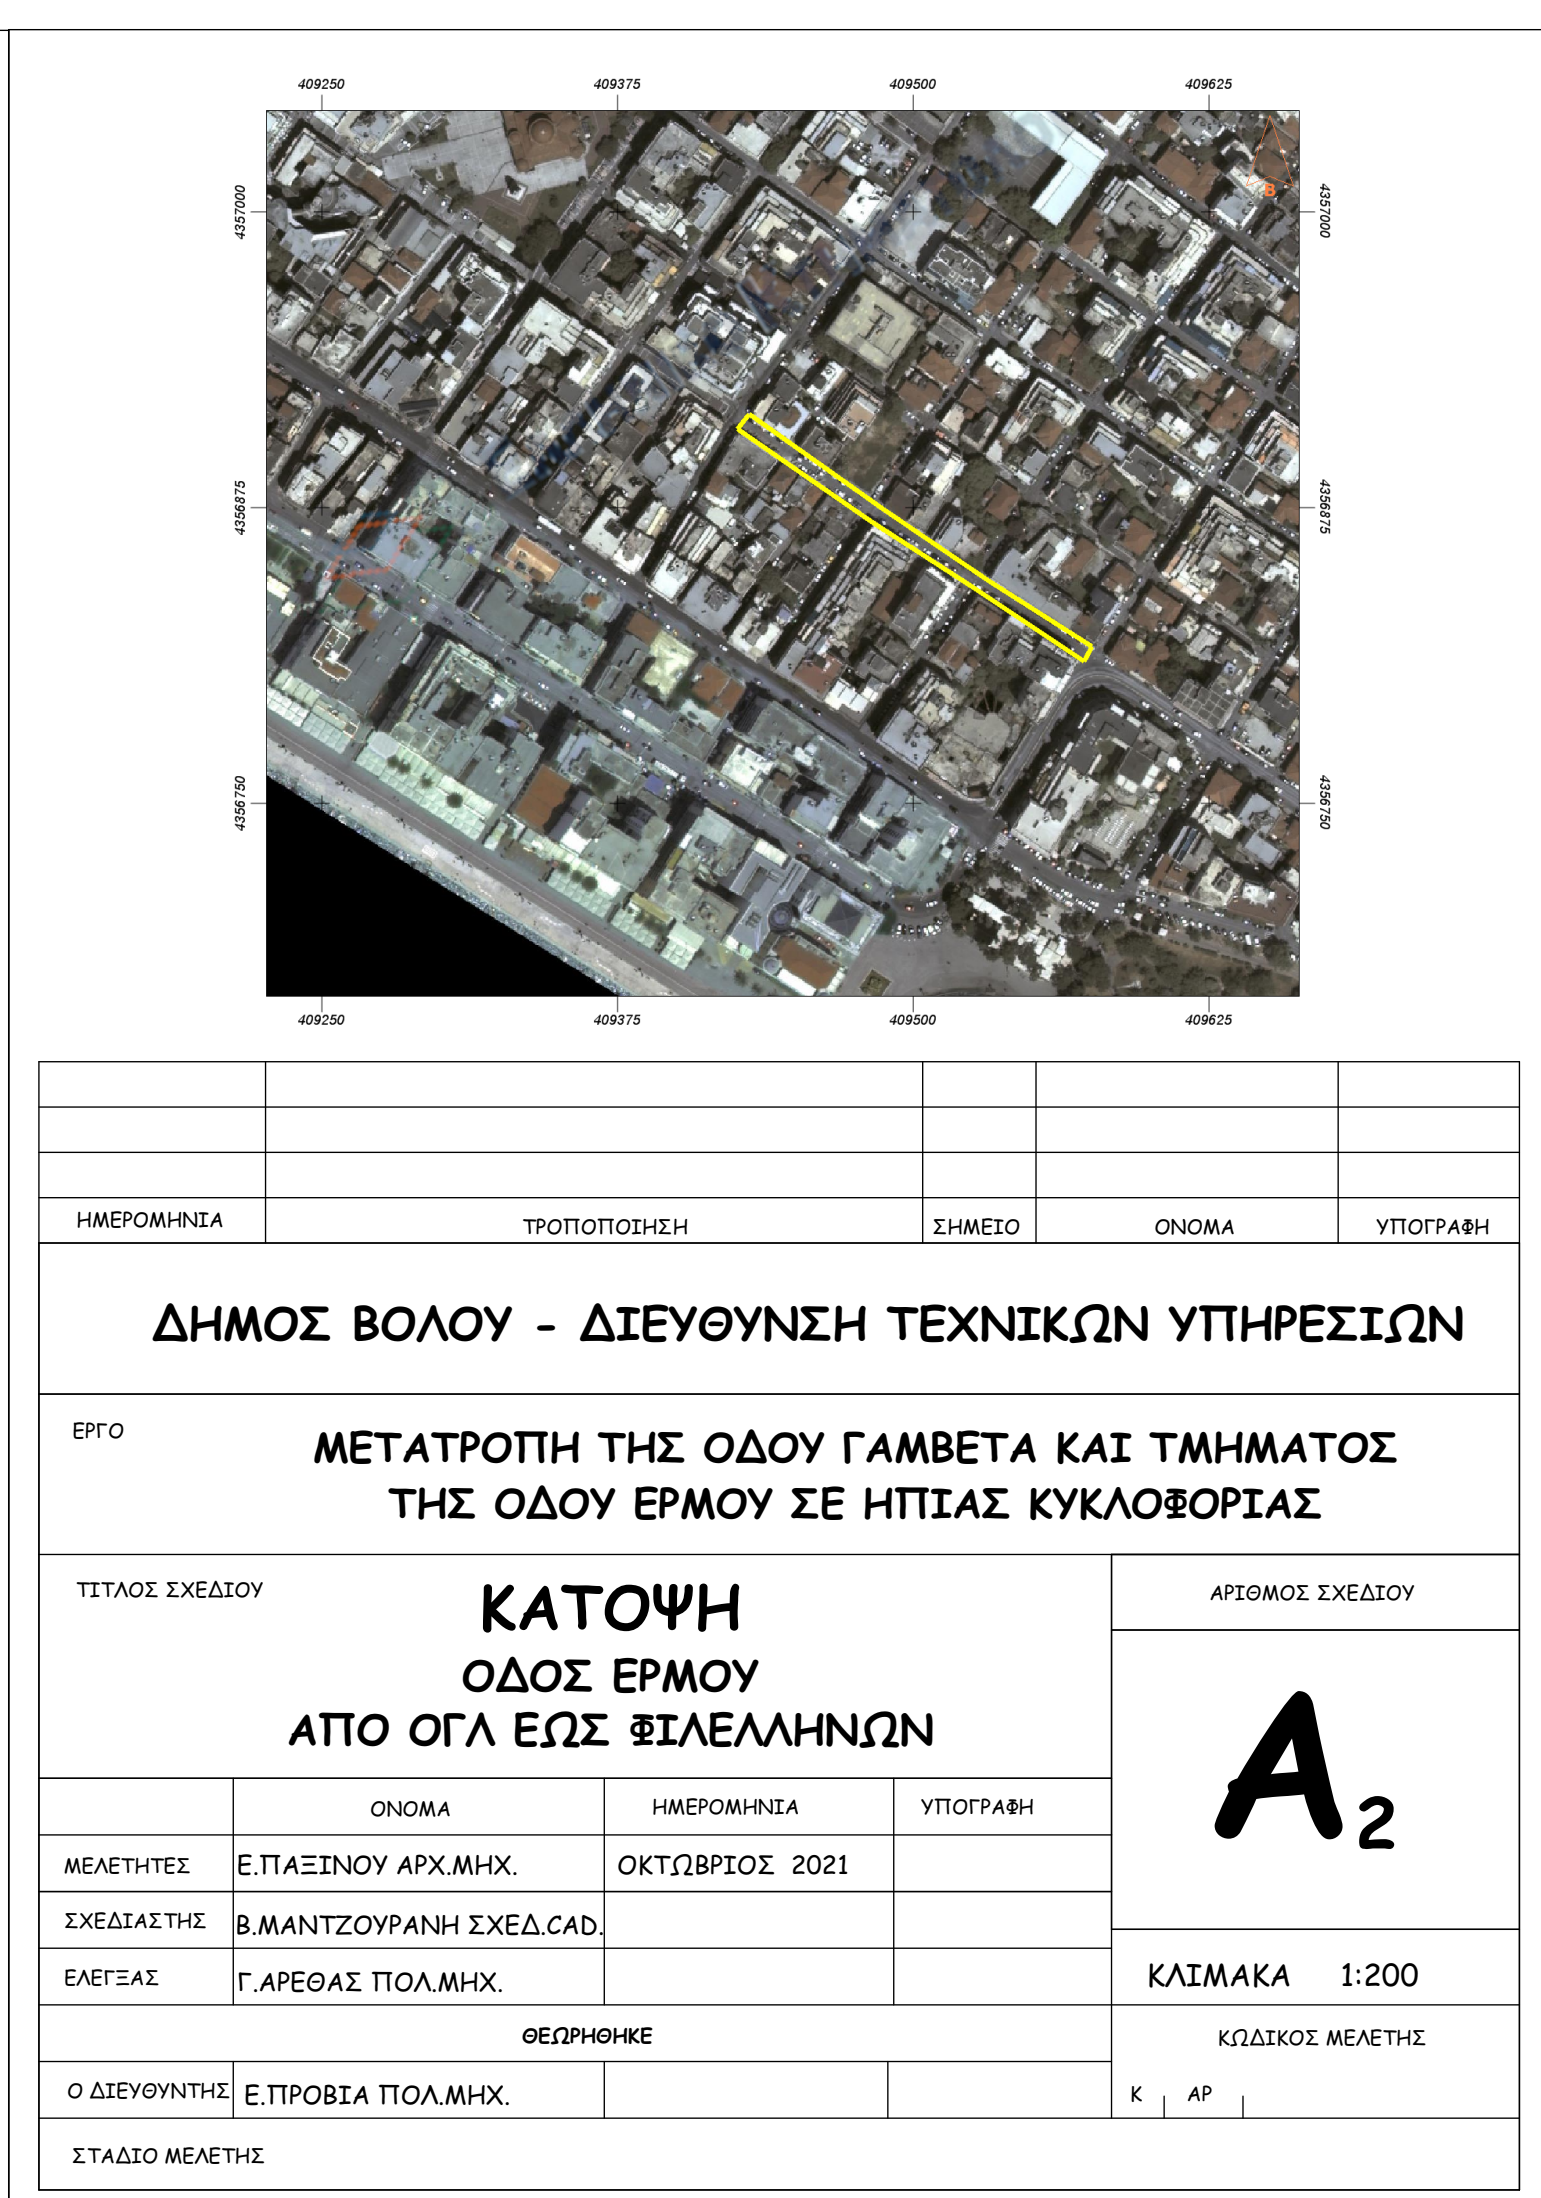 409250 409375 409500 409625
Β
4357000 4357000
4356875 4356875
4356750 4356750
409250 409375 409500 409625
ΗΜΕΡΟΜΗΝΙΑ ΤΡΟΠΟΠΟΙΗΣΗ ΣΗΜΕΙΟ ΟΝΟΜΑ ΥΠΟΓΡΑΦΗ
ΔΗΜΟΣ ΒΟΛΟΥ - ΔΙΕΥΘΥΝΣΗ ΤΕΧΝΙΚΩΝ ΥΠΗΡΕΣΙΩΝ
ΕΡΓΟ
ΜΕΤΑΤΡΟΠΗ ΤΗΣ ΟΔΟΥ ΓΑΜΒΕΤΑ ΚΑΙ ΤΜΗΜΑΤΟΣ
ΤΗΣ ΟΔΟΥ ΕΡΜΟΥ ΣΕ ΗΠΙΑΣ ΚΥΚΛΟΦΟΡΙΑΣ
ΤΙΤΛΟΣ ΣΧΕΔΙΟΥ
ΚΑΤΟΨΗ
ΟΔΟΣ ΕΡΜΟΥ
ΑΠΟ ΟΓΛ ΕΩΣ ΦΙΛΕΛΛΗΝΩΝ
ΑΡΙΘΜΟΣ ΣΧΕΔΙΟΥ
Α2
ΟΝΟΜΑ ΗΜΕΡΟΜΗΝΙΑ ΥΠΟΓΡΑΦΗ
ΜΕΛΕΤΗΤΕΣ Ε.ΠΑΞΙΝΟΥ ΑΡΧ.ΜΗΧ. ΟΚΤΩΒΡΙΟΣ 2021
ΣΧΕΔΙΑΣΤΗΣ Β.ΜΑΝΤΖΟΥΡΑΝΗ ΣΧΕΔ.CAD.
ΕΛΕΓΞΑΣ Γ.ΑΡΕΘΑΣ ΠΟΛ.ΜΗΧ.
ΚΛΙΜΑΚΑ 1:200
ΘΕΩΡΗΘΗΚΕ
ΚΩΔΙΚΟΣ ΜΕΛΕΤΗΣ
Ο ΔΙΕΥΘΥΝΤΗΣ Ε.ΠΡΟΒΙΑ ΠΟΛ.ΜΗΧ.
Κ ΑΡ
ΣΤΑΔΙΟ ΜΕΛΕΤΗΣ